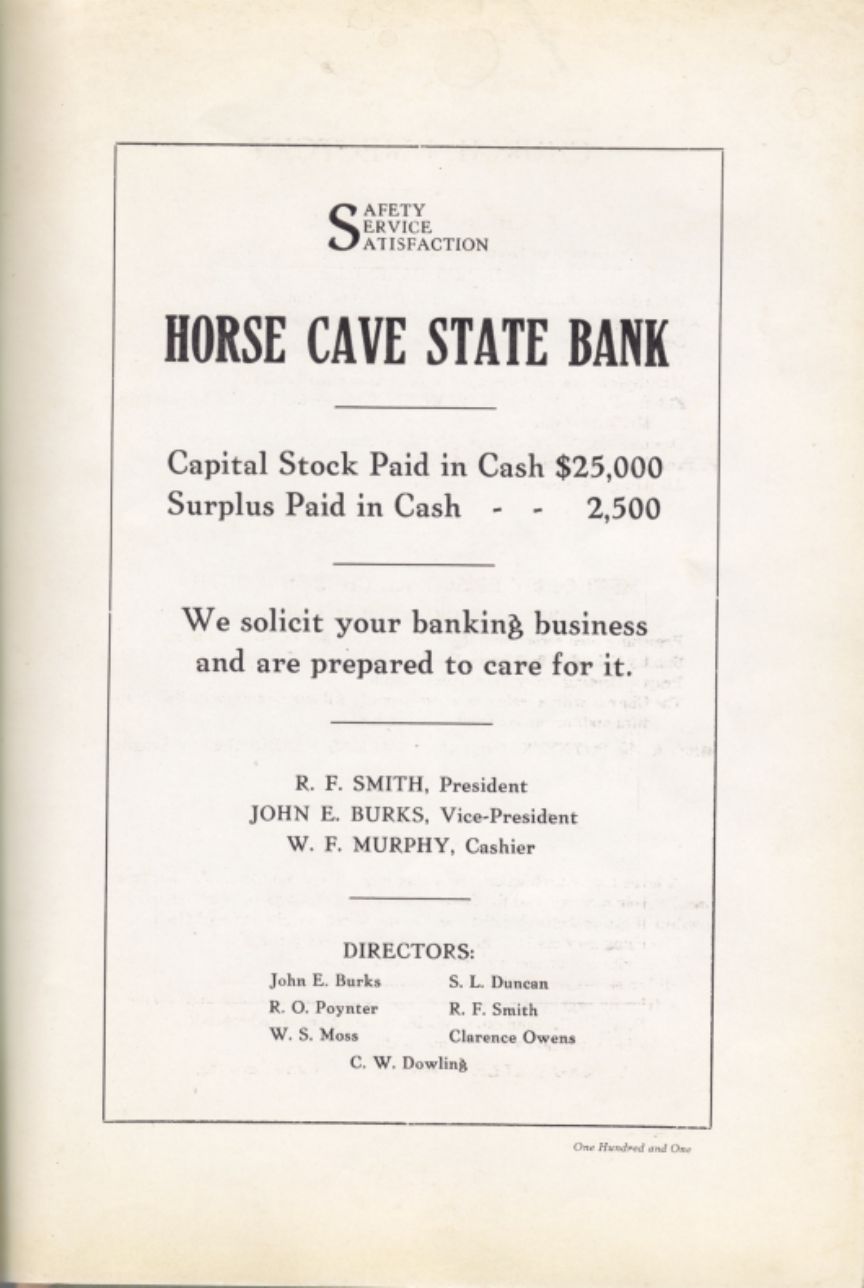 SAFETY
SERVICE
SATISFACTION
HORSE CAVE STATE BANK
Capital Stock Paid in Cash $25,000
Surplus Paid in Cash - - 2,500
We solicit your banking business
and are prepared to care for it.
R. F. SMITH, President
JOHN E. BURKS, Vice-President
W. F. MURPHY, Cashier
DIRECTORS:
John E. Burks S. L. Duncan
R. O. Poynter R. F. Smith
W. S. Moss Clarence Owens
C. W. Dowling
One Hundred and One